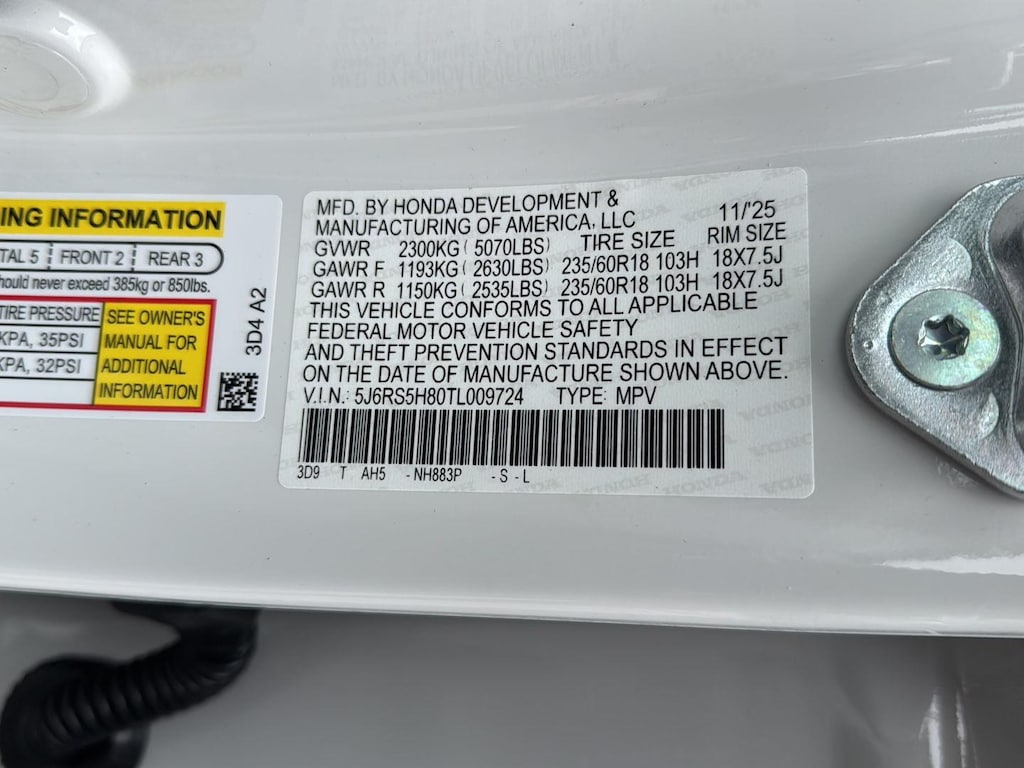 ING INFORMATION
TAL 5 FRONT 2 REAR 3
hould never exceed 385kg or 850lbs.
TIRE PRESSURE
KPA, 35PSI
KPA, 32PSI
SEE OWNER'S
MANUAL FOR
ADDITIONAL
INFORMATION
3D4 A2
MFD. BY HONDA DEVELOPMENT &
MANUFACTURING OF AMERICA, LLC 11/'25
GVWR 2300KG ( 5070LBS) TIRE SIZE RIM SIZE
GAWR F 1193KG ( 2630LBS) 235/60R18 103H 18X7.5J
GAWR R 1150KG ( 2535LBS) 235/60R18 103H 18X7.5J
THIS VEHICLE CONFORMS TO ALL APPLICABLE
FEDERAL MOTOR VEHICLE SAFETY
AND THEFT PREVENTION STANDARDS IN EFFECT
ON THE DATE OF MANUFACTURE SHOWN ABOVE.
V.I.N.: 5J6RS5H80TL009724 TYPE: MPV
3D9 T AH5 -NH883P -S -L